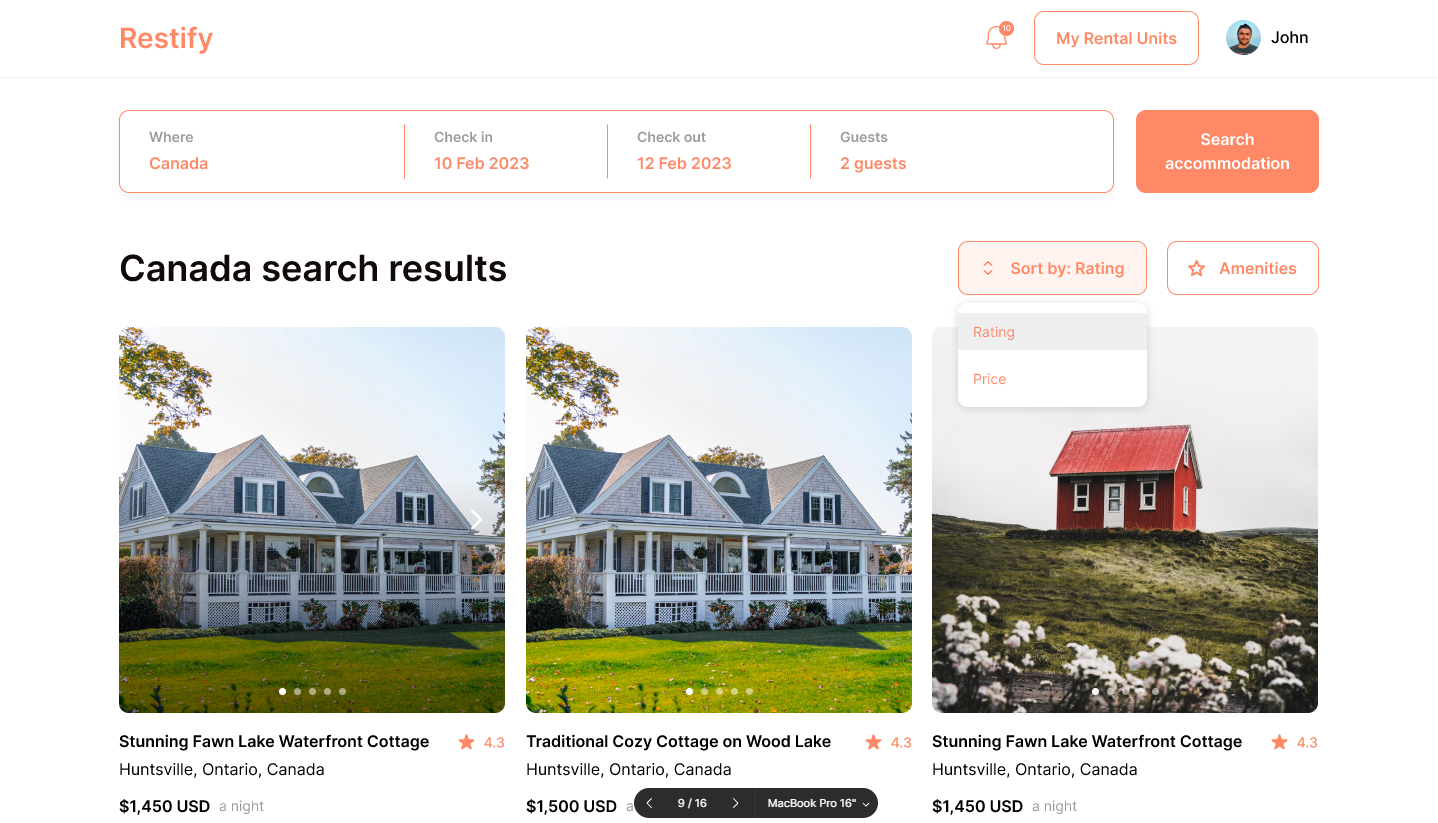 Restify
10
My Rental Units
John
Where
Canada
Check in
10 Feb 2023
Check out
12 Feb 2023
Guests
2 guests
Search
accommodation
Canada search results
Sort by: Rating
Amenities
Rating
Price
Stunning Fawn Lake Waterfront Cottage
4.3
Huntsville, Ontario, Canada
$1,450 USD a night
Traditional Cozy Cottage on Wood Lake
4.3
Huntsville, Ontario, Canada
$1,500 USD a
Stunning Fawn Lake Waterfront Cottage
4.3
Huntsville, Ontario, Canada
$1,450 USD a night
9 / 16
MacBook Pro 16"